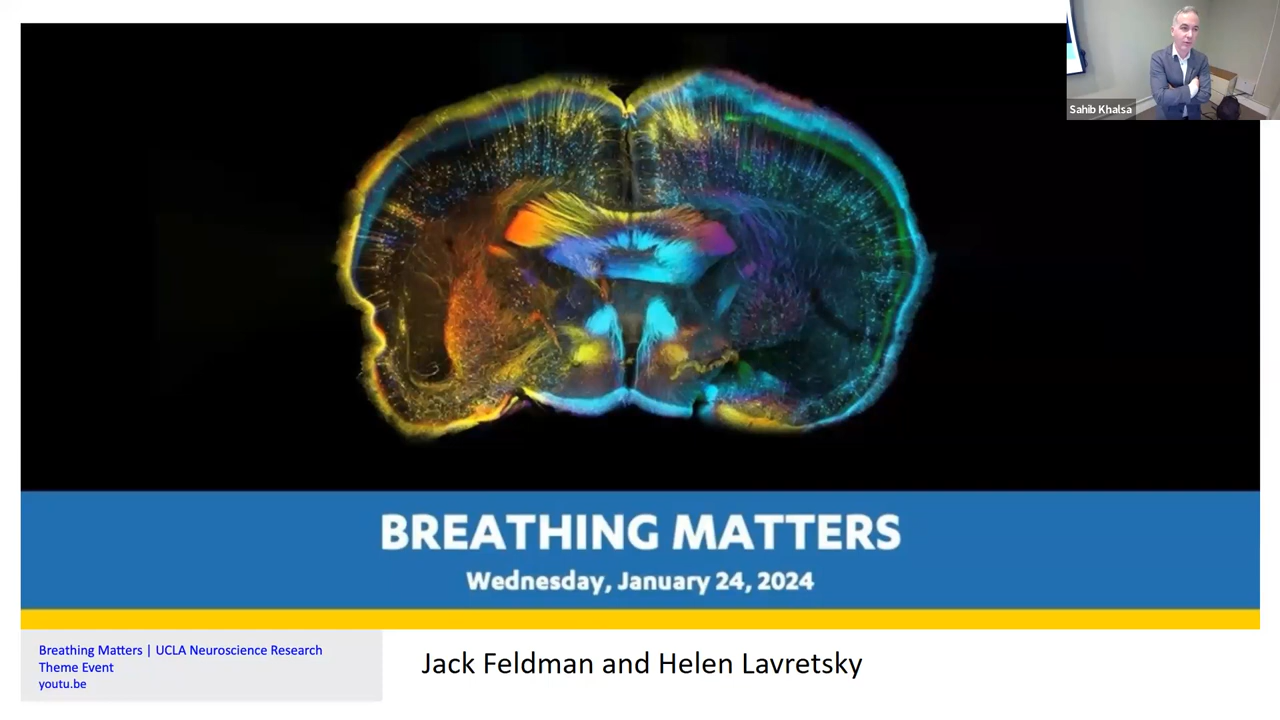 Sahib Khalsa
BREATHING MATTERS
Wednesday, January 24, 2024
Breathing Matters | UCLA Neuroscience Research
Theme Event
youtu.be
Jack Feldman and Helen Lavretsky